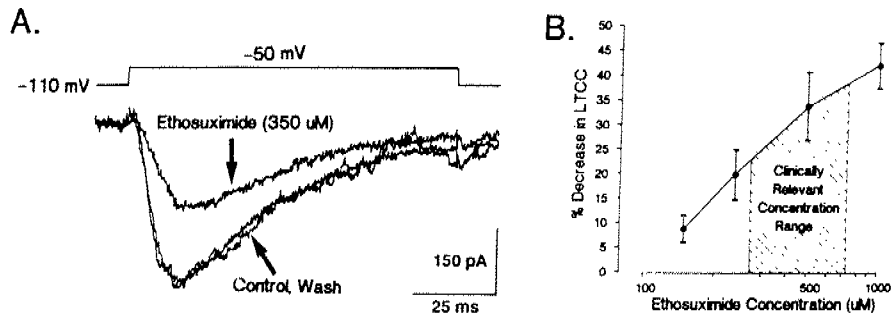 A.
−50 mV
−110 mV
Ethosuximide (350 uM)
Control, Wash
150 pA
25 ms
B.
% Decrease in LTCC
50
45
40
35
30
25
20
15
10
5
0
Clinically
Relevant
Concentration
Range
100
500
1000
Ethosuximide Concentration (uM)